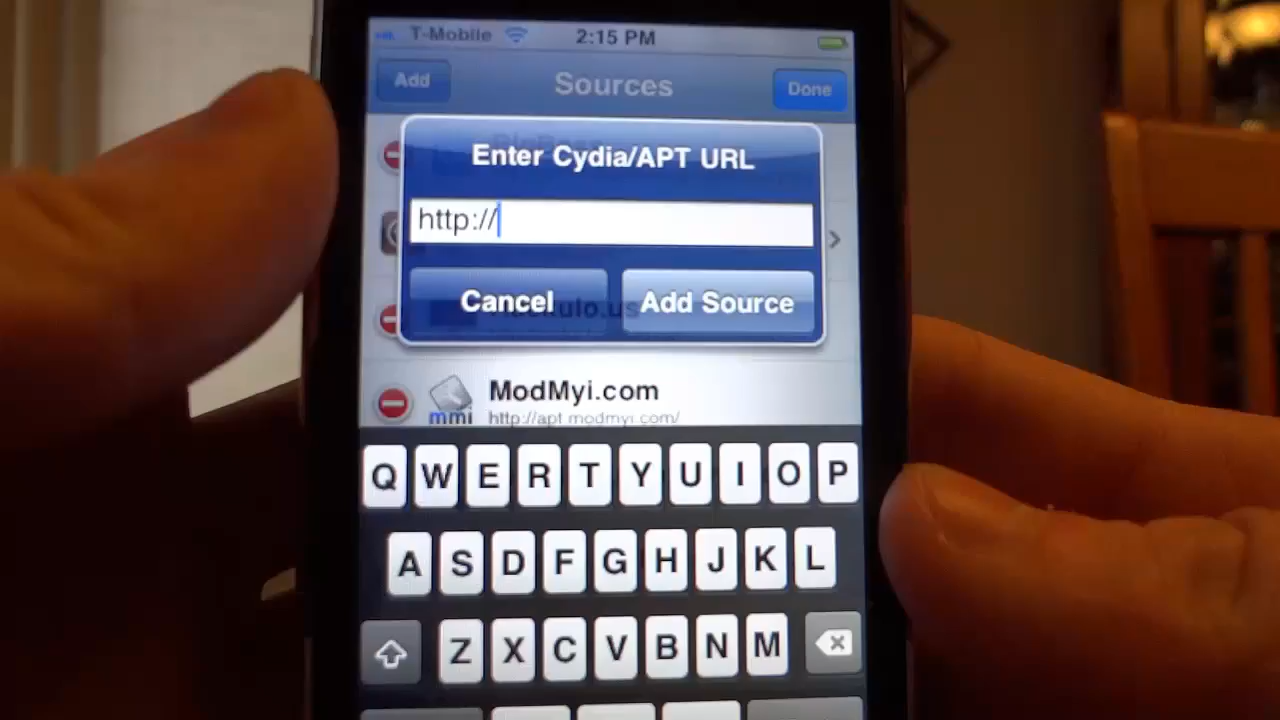 T-Mobile 2:15 PM
Add Sources Done
Enter Cydia/APT URL
http://
Cancel Add Source
ModMyi.com
mmi http://apt.modmyi.com/
Q W E R T Y U I O P
A S D F G H J K L
Z X C V B N M